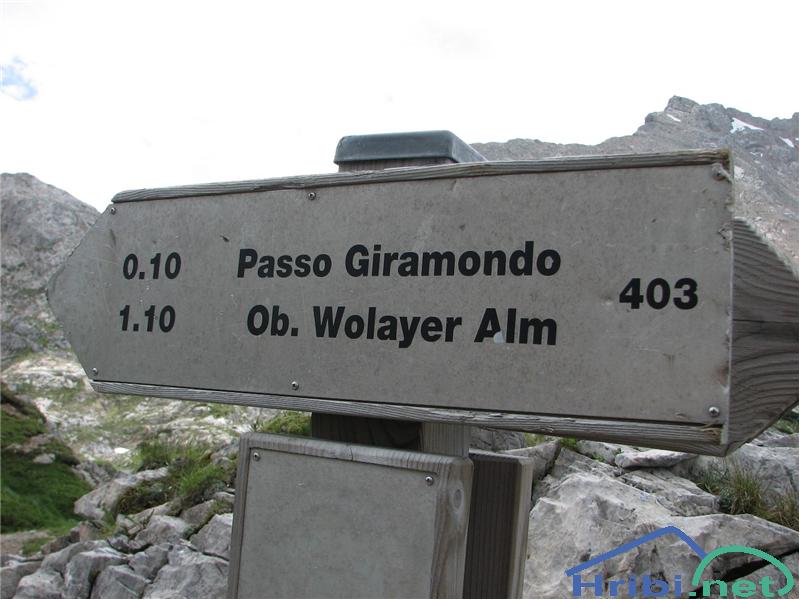 0.10 Passo Giramondo
403
1.10 Ob. Wolayer Alm
Hribi.net